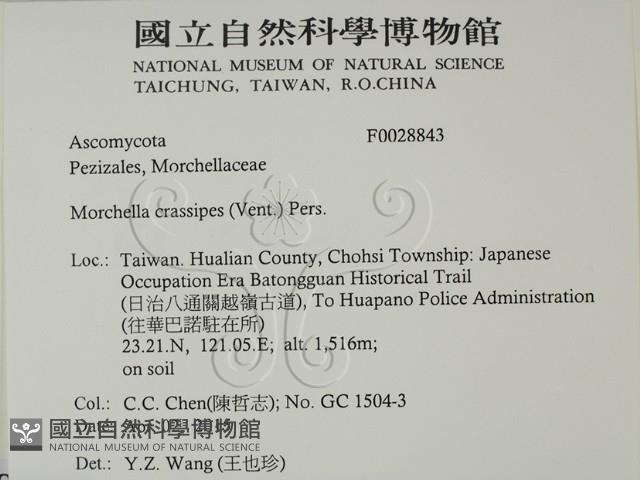 國立自然科學博物館
NATIONAL MUSEUM OF NATURAL SCIENCE
TAICHUNG, TAIWAN, R.O.CHINA
Ascomycota F0028843
Pezizales, Morchellaceae
Morchella crassipes (Vent.) Pers.
Loc.: Taiwan. Hualian County, Chohsi Township: Japanese
Occupation Era Batongguan Historical Trail
(日治八通關越嶺古道), To Huapano Police Administration
(往華巴諾駐在所)
23.21.N, 121.05.E; alt. 1,516m;
on soil
Col.: C.C. Chen(陳哲志); No. GC 1504-3
Date:
國立自然科學博物館
NATIONAL MUSEUM OF NATURAL SCIENCE
Det.: Y.Z. Wang (王也珍)